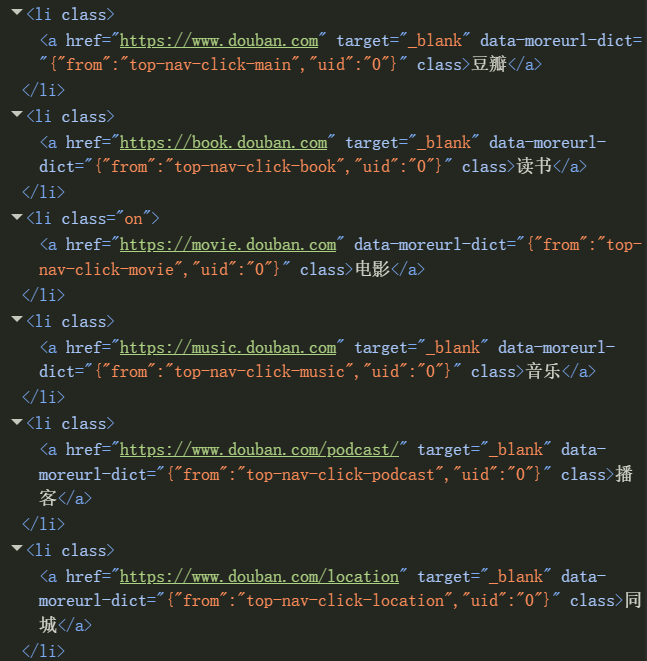 <li class>
<a href="https://www.douban.com" target="_blank" data-moreurl-dict=
"{"from":"top-nav-click-main","uid":"0"}" class>豆瓣</a>
</li>
<li class>
<a href="https://book.douban.com" target="_blank" data-moreurl-
dict="{"from":"top-nav-click-book","uid":"0"}" class>读书</a>
</li>
<li class="on">
<a href="https://movie.douban.com" data-moreurl-dict="{"from":"top-
nav-click-movie","uid":"0"}" class>电影</a>
</li>
<li class>
<a href="https://music.douban.com" target="_blank" data-moreurl-
dict="{"from":"top-nav-click-music","uid":"0"}" class>音乐</a>
</li>
<li class>
<a href="https://www.douban.com/podcast/" target="_blank" data-
moreurl-dict="{"from":"top-nav-click-podcast","uid":"0"}" class>播
客</a>
</li>
<li class>
<a href="https://www.douban.com/location" target="_blank" data-
moreurl-dict="{"from":"top-nav-click-location","uid":"0"}" class>同
城</a>
</li>